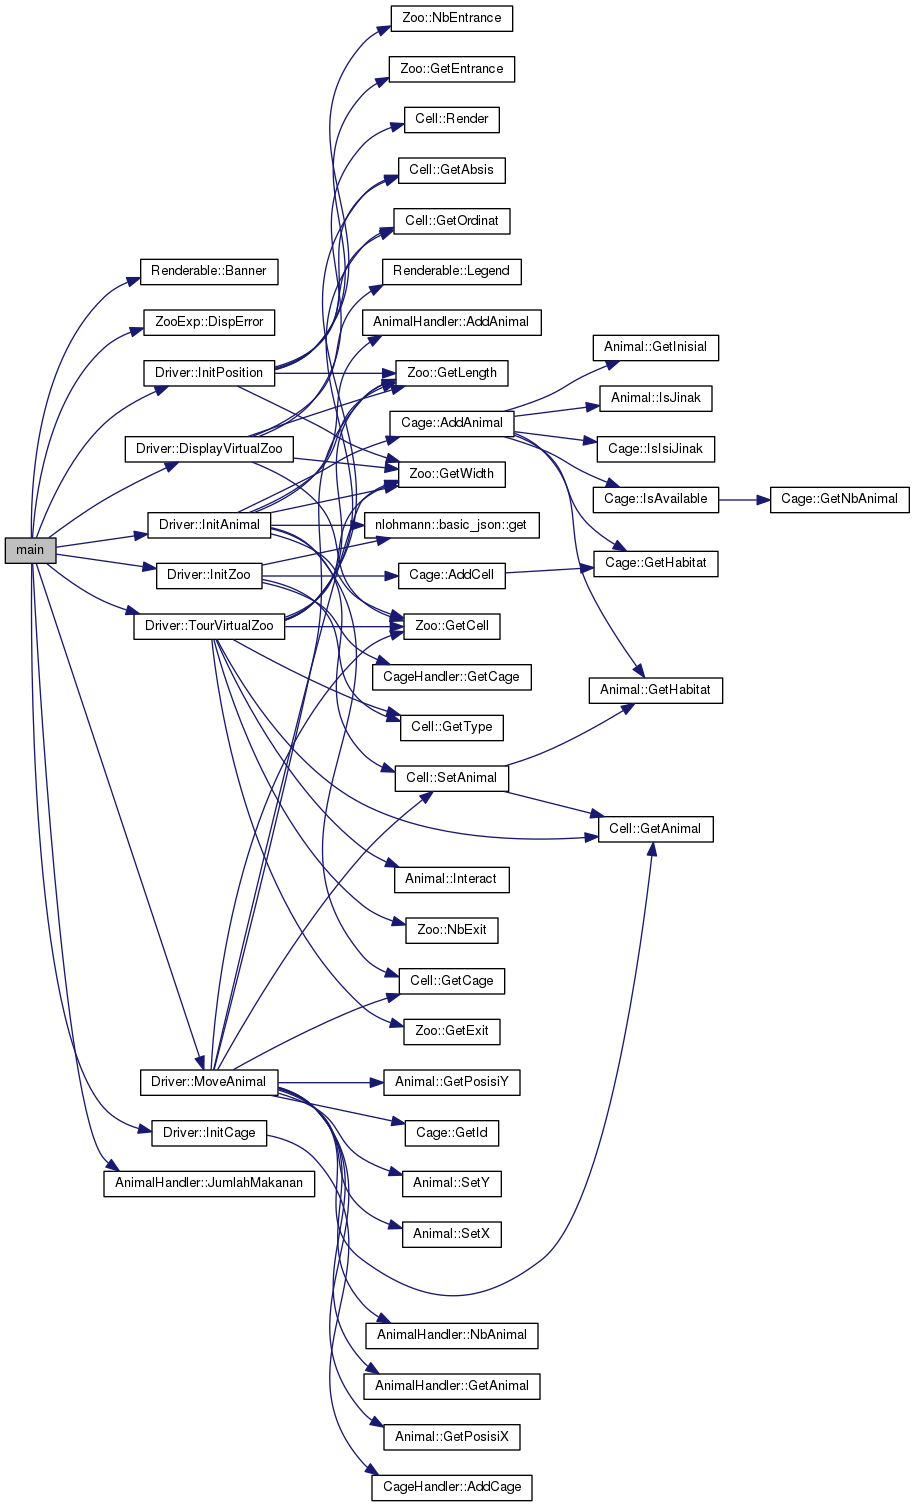 Zoo::NbEntrance
Zoo::GetEntrance
Cell::Render
Cell::GetAbsis
Cell::GetOrdinat
Renderable::Banner
Renderable::Legend
ZooExp::DispError
AnimalHandler::AddAnimal
Animal::GetInisial
Driver::InitPosition
Zoo::GetLength
Animal::IsJinak
Cage::AddAnimal
Driver::DisplayVirtualZoo
Cage::IsIsiJinak
Zoo::GetWidth
Cage::IsAvailable
Cage::GetNbAnimal
Driver::InitAnimal
nlohmann::basic_json::get
main
Cage::GetHabitat
Driver::InitZoo
Cage::AddCell
Driver::TourVirtualZoo
Zoo::GetCell
CageHandler::GetCage
Animal::GetHabitat
Cell::GetType
Cell::SetAnimal
Cell::GetAnimal
Animal::Interact
Zoo::NbExit
Cell::GetCage
Zoo::GetExit
Driver::MoveAnimal
Animal::GetPosisiY
Driver::InitCage
Cage::GetId
AnimalHandler::JumlahMakanan
Animal::SetY
Animal::SetX
AnimalHandler::NbAnimal
AnimalHandler::GetAnimal
Animal::GetPosisiX
CageHandler::AddCage